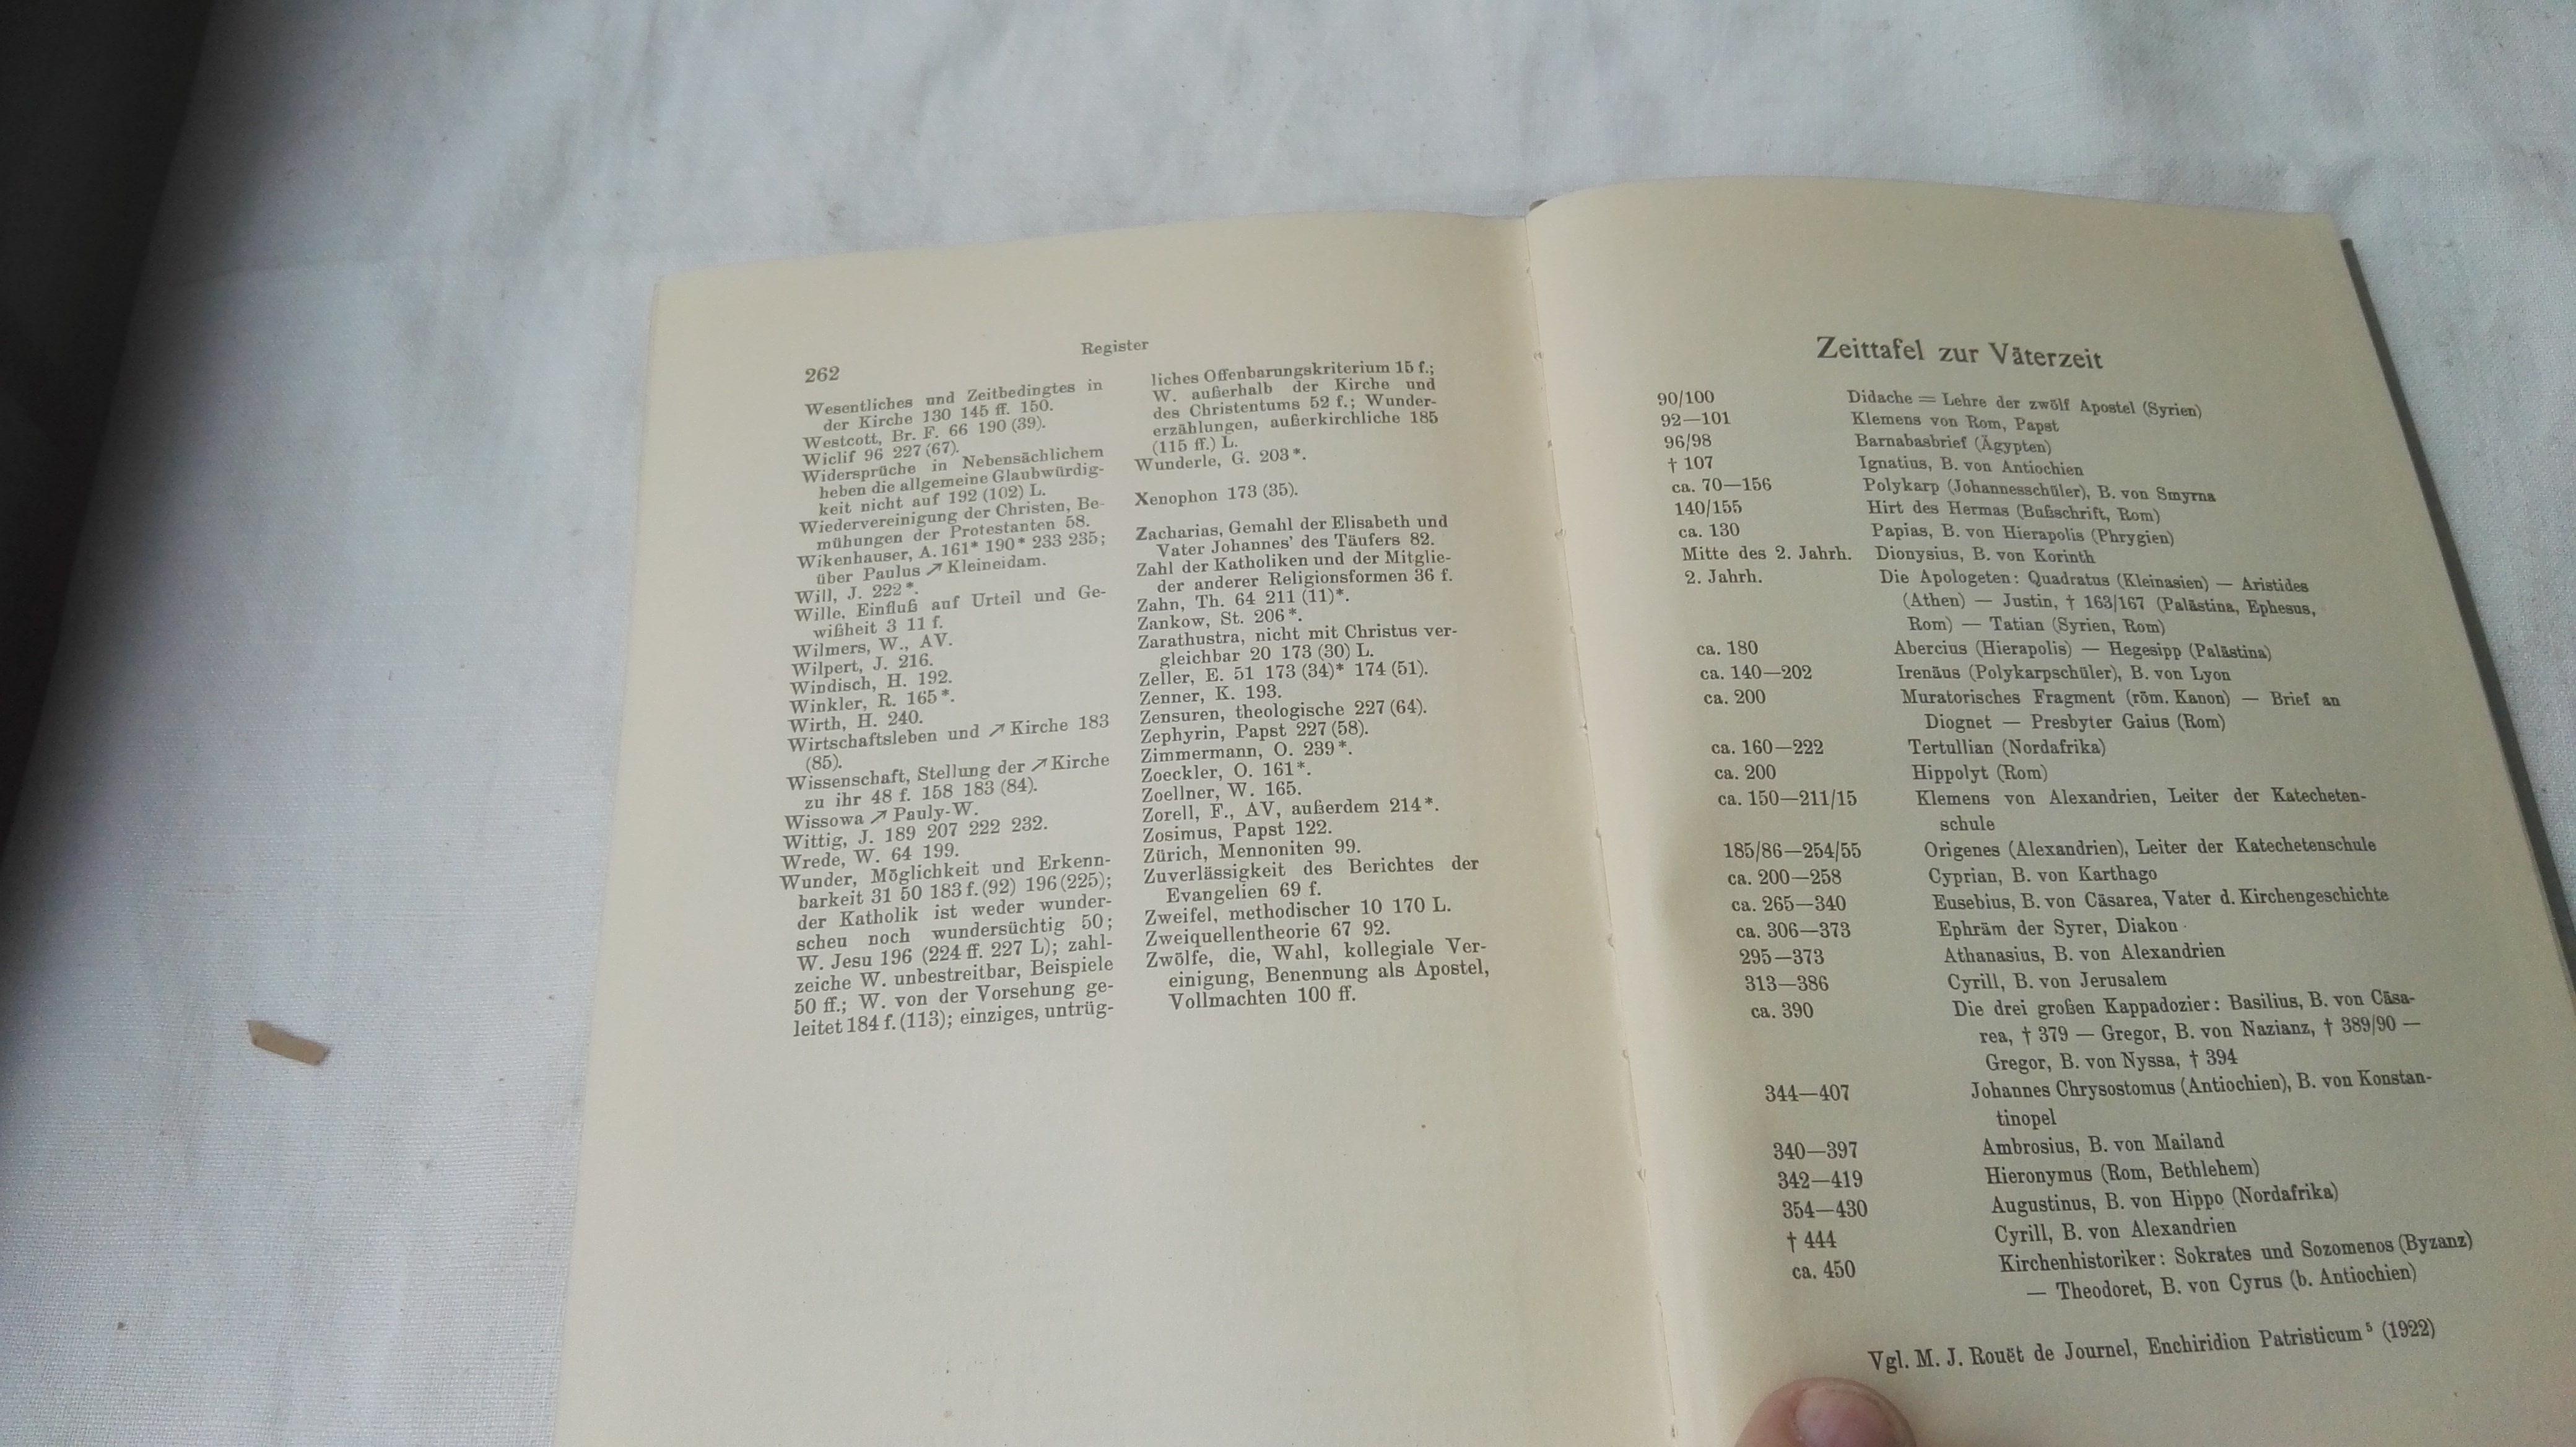 262
Register
Wesentliches und Zeitbedingtes in
der Kirche 130 145 ff. 150.
Westcott, Br. F. 66 190 (39).
Wiclif 96 227 (67).
Widersprüche in Nebensächlichem
heben die allgemeine Glaubwürdig-
keit nicht auf 192 (102) L.
Wiedervereinigung der Christen, Be-
mühungen der Protestanten 58.
Wikenhauser, A. 161* 190* 233 235;
über Paulus ↗ Kleineidam.
Will, J. 222*.
Wille, Einfluß auf Urteil und Ge-
wißheit 3 11 f.
Wilmers, W., AV.
Wilpert, J. 216.
Windisch, H. 192.
Winkler, R. 165*.
Wirth, H. 240.
Wirtschaftsleben und ↗ Kirche 183
(85).
Wissenschaft, Stellung der ↗ Kirche
zu ihr 48 f. 158 183 (84).
Wissowa ↗ Pauly-W.
Wittig, J. 189 207 222 232.
Wrede, W. 64 199.
Wunder, Möglichkeit und Erkenn-
barkeit 31 50 183 f. (92) 196 (225);
der Katholik ist weder wunder-
scheu noch wundersüchtig 50;
W. Jesu 196 (224 ff. 227 L); zahl-
zeiche W. unbestreitbar, Beispiele
50 ff.; W. von der Vorsehung ge-
leitet 184 f. (113); einziges, untrüg-
liches Offenbarungskriterium 15 f.;
W. außerhalb der Kirche und
des Christentums 52 f.; Wunder-
erzählungen, außerkirchliche 185
(115 ff.) L.
Wunderle, G. 203*.
Xenophon 173 (35).
Zacharias, Gemahl der Elisabeth und
Vater Johannes' des Täufers 82.
Zahl der Katholiken und der Mitglie-
der anderer Religionsformen 36 f.
Zahn, Th. 64 211 (11)*.
Zankow, St. 206*.
Zarathustra, nicht mit Christus ver-
gleichbar 20 173 (30) L.
Zeller, E. 51 173 (34)* 174 (51).
Zenner, K. 193.
Zensuren, theologische 227 (64).
Zephyrin, Papst 227 (58).
Zimmermann, O. 239*.
Zoeckler, O. 161*.
Zoellner, W. 165.
Zorell, F., AV, außerdem 214*.
Zosimus, Papst 122.
Zürich, Mennoniten 99.
Zuverlässigkeit des Berichtes der
Evangelien 69 f.
Zweifel, methodischer 10 170 L.
Zweiquellentheorie 67 92.
Zwölfe, die, Wahl, kollegiale Ver-
einigung, Benennung als Apostel,
Vollmachten 100 ff.
Zeittafel zur Väterzeit
90/100 Didache = Lehre der zwölf Apostel (Syrien)
92—101 Klemens von Rom, Papst
96/98 Barnabasbrief (Ägypten)
† 107 Ignatius, B. von Antiochien
ca. 70—156 Polykarp (Johannesschüler), B. von Smyrna
140/155 Hirt des Hermas (Bußschrift, Rom)
ca. 130 Papias, B. von Hierapolis (Phrygien)
Mitte des 2. Jahrh. Dionysius, B. von Korinth
2. Jahrh. Die Apologeten: Quadratus (Kleinasien) — Aristides
(Athen) — Justin, † 163/167 (Palästina, Ephesus,
Rom) — Tatian (Syrien, Rom)
ca. 180 Abercius (Hierapolis) — Hegesipp (Palästina)
ca. 140—202 Irenäus (Polykarpschüler), B. von Lyon
ca. 200 Muratorisches Fragment (röm. Kanon) — Brief an
Diognet — Presbyter Gaius (Rom)
ca. 160—222 Tertullian (Nordafrika)
ca. 200 Hippolyt (Rom)
ca. 150—211/15 Klemens von Alexandrien, Leiter der Katecheten-
schule
185/86—254/55 Origenes (Alexandrien), Leiter der Katechetenschule
ca. 200—258 Cyprian, B. von Karthago
ca. 265—340 Eusebius, B. von Cäsarea, Vater d. Kirchengeschichte
ca. 306—373 Ephräm der Syrer, Diakon
295—373 Athanasius, B. von Alexandrien
313—386 Cyrill, B. von Jerusalem
ca. 390 Die drei großen Kappadozier: Basilius, B. von Cäsa-
rea, † 379 — Gregor, B. von Nazianz, † 389/90 —
Gregor, B. von Nyssa, † 394
344—407 Johannes Chrysostomus (Antiochien), B. von Konstan-
tinopel
340—397 Ambrosius, B. von Mailand
342—419 Hieronymus (Rom, Bethlehem)
354—430 Augustinus, B. von Hippo (Nordafrika)
† 444 Cyrill, B. von Alexandrien
ca. 450 Kirchenhistoriker: Sokrates und Sozomenos (Byzanz)
— Theodoret, B. von Cyrus (b. Antiochien)
Vgl. M. J. Rouët de Journel, Enchiridion Patristicum⁵ (1922)